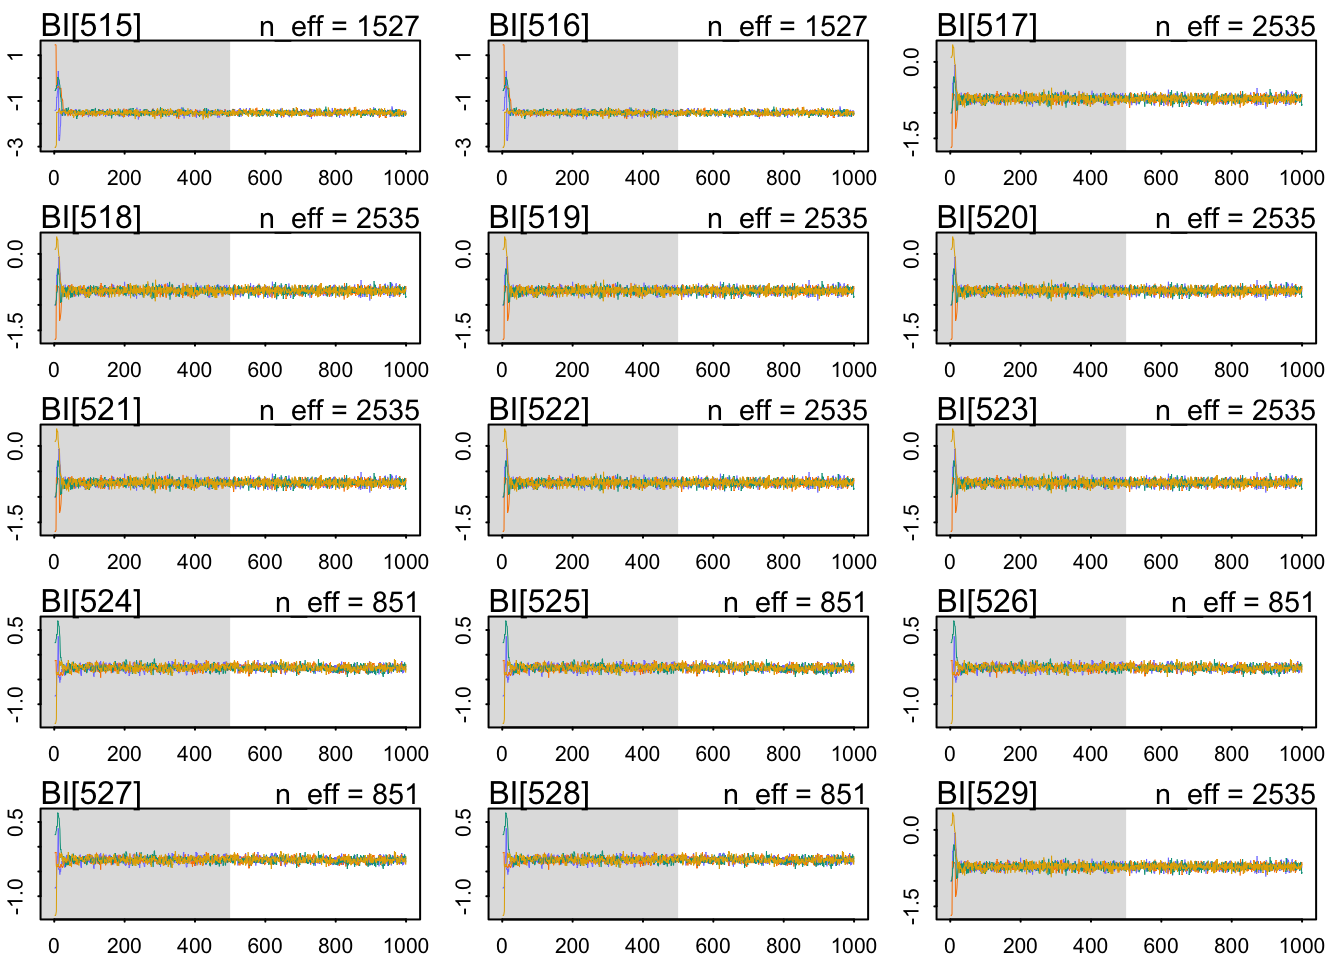 BI[515] n_eff = 1527 BI[516] n_eff = 1527 BI[517] n_eff = 2535
1 -1 -3 1 -1 -3 0.0 -1.5
0 200 400 600 800 1000 0 200 400 600 800 1000 0 200 400 600 800 1000
BI[518] n_eff = 2535 BI[519] n_eff = 2535 BI[520] n_eff = 2535
0.0 -1.5 0.0 -1.5 0.0 -1.5
0 200 400 600 800 1000 0 200 400 600 800 1000 0 200 400 600 800 1000
BI[521] n_eff = 2535 BI[522] n_eff = 2535 BI[523] n_eff = 2535
0.0 -1.5 0.0 -1.5 0.0 -1.5
0 200 400 600 800 1000 0 200 400 600 800 1000 0 200 400 600 800 1000
BI[524] n_eff = 851 BI[525] n_eff = 851 BI[526] n_eff = 851
0.5 -1.0 0.5 -1.0 0.5 -1.0
0 200 400 600 800 1000 0 200 400 600 800 1000 0 200 400 600 800 1000
BI[527] n_eff = 851 BI[528] n_eff = 851 BI[529] n_eff = 2535
0.5 -1.0 0.5 -1.0 0.0 -1.5
0 200 400 600 800 1000 0 200 400 600 800 1000 0 200 400 600 800 1000